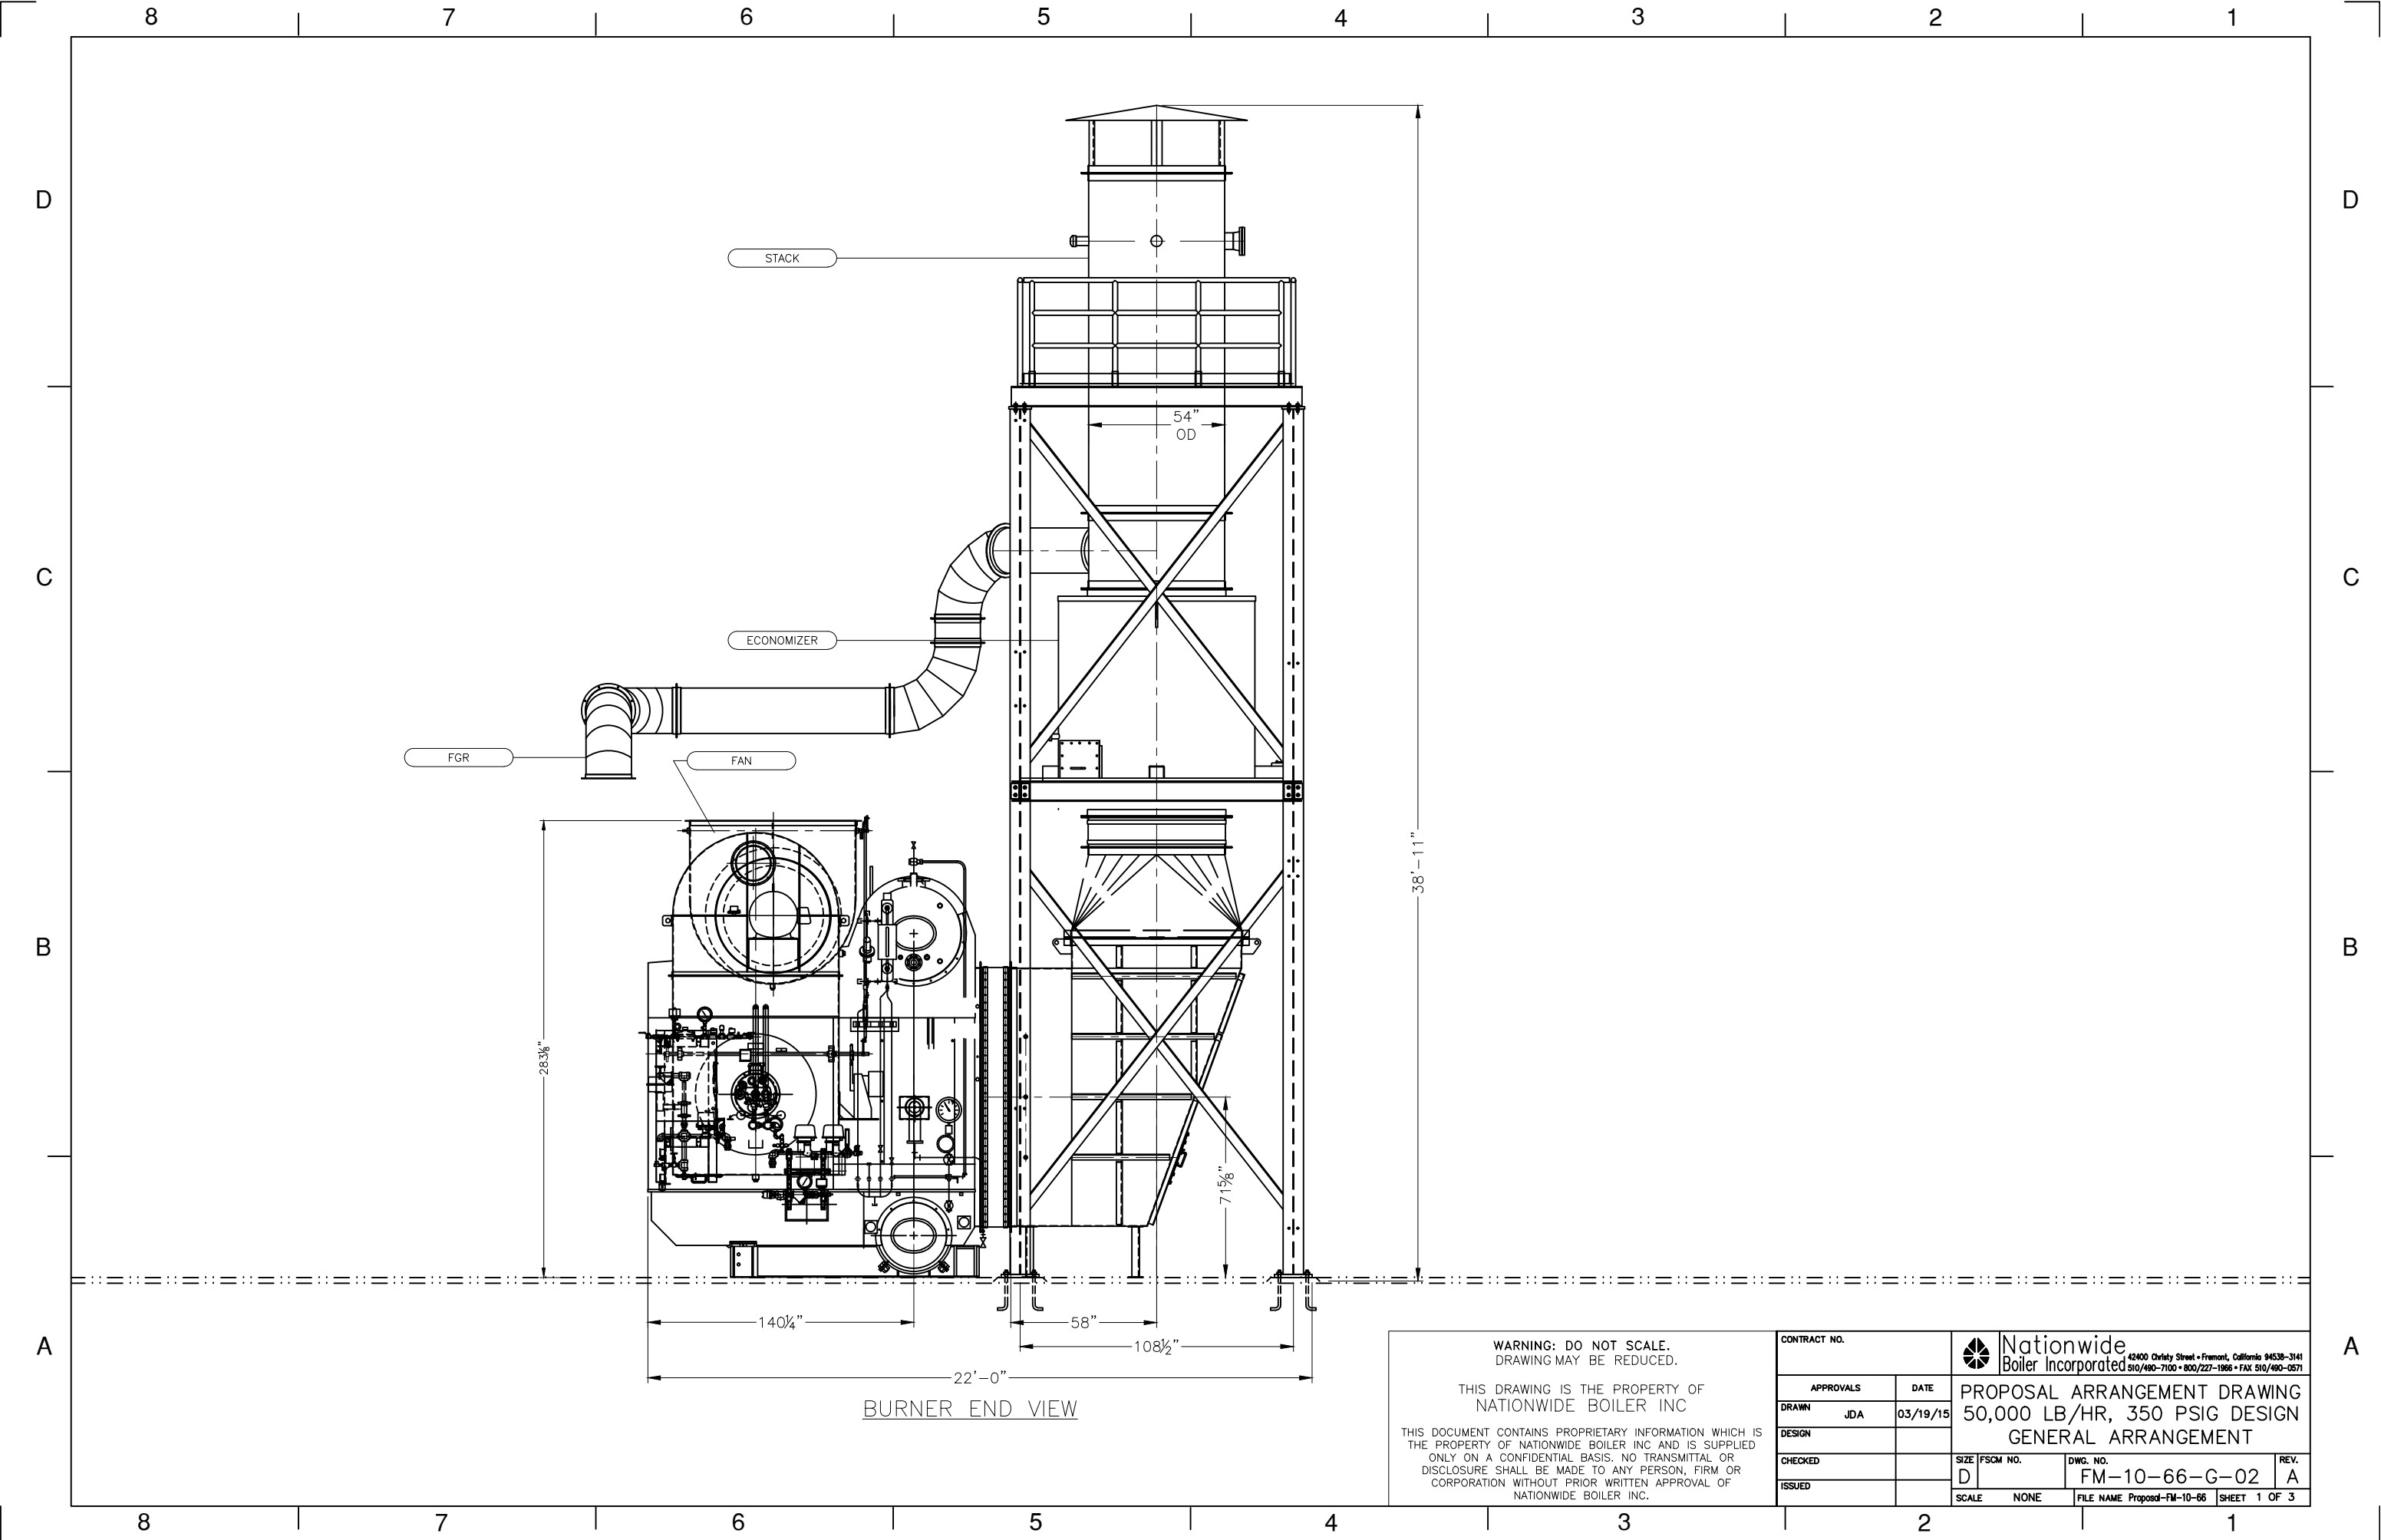 8 7 6 5 4 3 2 1
D D
STACK
54"
OD
C C
ECONOMIZER
FGR
FAN
38'-11"
B B
283⅛"
71⅝"
140¼"
58"
108½"
22'-0"
BURNER END VIEW
A A
WARNING: DO NOT SCALE.
DRAWING MAY BE REDUCED.
THIS DRAWING IS THE PROPERTY OF
NATIONWIDE BOILER INC
THIS DOCUMENT CONTAINS PROPRIETARY INFORMATION WHICH IS
THE PROPERTY OF NATIONWIDE BOILER INC AND IS SUPPLIED
ONLY ON A CONFIDENTIAL BASIS. NO TRANSMITTAL OR
DISCLOSURE SHALL BE MADE TO ANY PERSON, FIRM OR
CORPORATION WITHOUT PRIOR WRITTEN APPROVAL OF
NATIONWIDE BOILER INC.
CONTRACT NO.
Nationwide
Boiler Incorporated
42400 Christy Street • Fremont, California 94538-3141
510/490-7100 • 800/227-1966 • FAX 510/490-0571
APPROVALS DATE
DRAWN JDA 03/19/15
DESIGN
CHECKED
ISSUED
PROPOSAL ARRANGEMENT DRAWING
50,000 LB/HR, 350 PSIG DESIGN
GENERAL ARRANGEMENT
SIZE FSCM NO. DWG. NO. REV.
D FM-10-66-G-02 A
SCALE NONE FILE NAME Proposal-FM-10-66 SHEET 1 OF 3
8 7 6 5 4 3 2 1